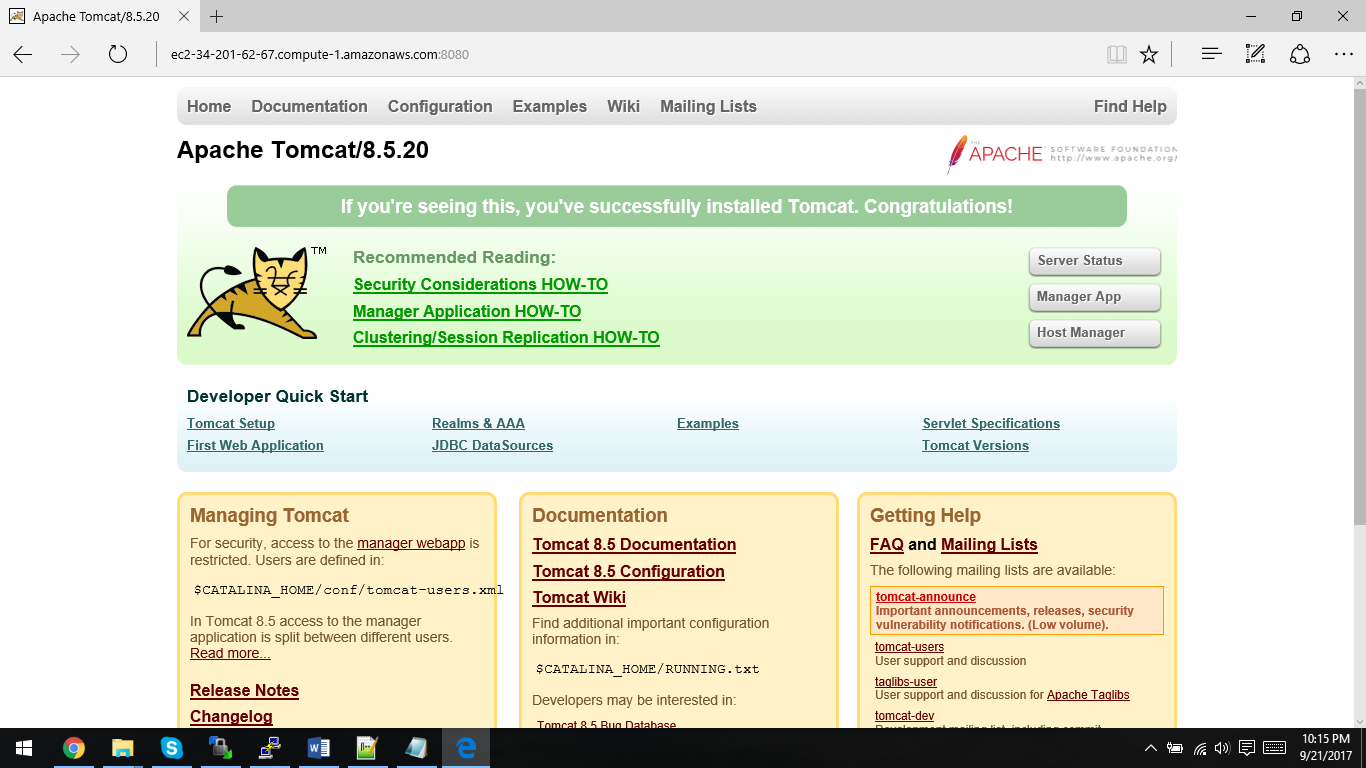 Apache Tomcat/8.5.20
ec2-34-201-62-67.compute-1.amazonaws.com:8080
Home Documentation Configuration Examples Wiki Mailing Lists Find Help
Apache Tomcat/8.5.20
THE APACHE SOFTWARE FOUNDATION
http://www.apache.org/
If you're seeing this, you've successfully installed Tomcat. Congratulations!
TM
Recommended Reading:
Security Considerations HOW-TO
Manager Application HOW-TO
Clustering/Session Replication HOW-TO
Server Status
Manager App
Host Manager
Developer Quick Start
Tomcat Setup
First Web Application
Realms & AAA
JDBC DataSources
Examples
Servlet Specifications
Tomcat Versions
Managing Tomcat
For security, access to the manager webapp is
restricted. Users are defined in:
$CATALINA_HOME/conf/tomcat-users.xml
In Tomcat 8.5 access to the manager
application is split between different users.
Read more...
Release Notes
Changelog
Documentation
Tomcat 8.5 Documentation
Tomcat 8.5 Configuration
Tomcat Wiki
Find additional important configuration
information in:
$CATALINA_HOME/RUNNING.txt
Developers may be interested in:
Tomcat 8.5 Bug Database
Getting Help
FAQ and Mailing Lists
The following mailing lists are available:
tomcat-announce
Important announcements, releases, security
vulnerability notifications. (Low volume).
tomcat-users
User support and discussion
taglibs-user
User support and discussion for Apache Taglibs
tomcat-dev
Development mailing list, including commit
10:15 PM
9/21/2017